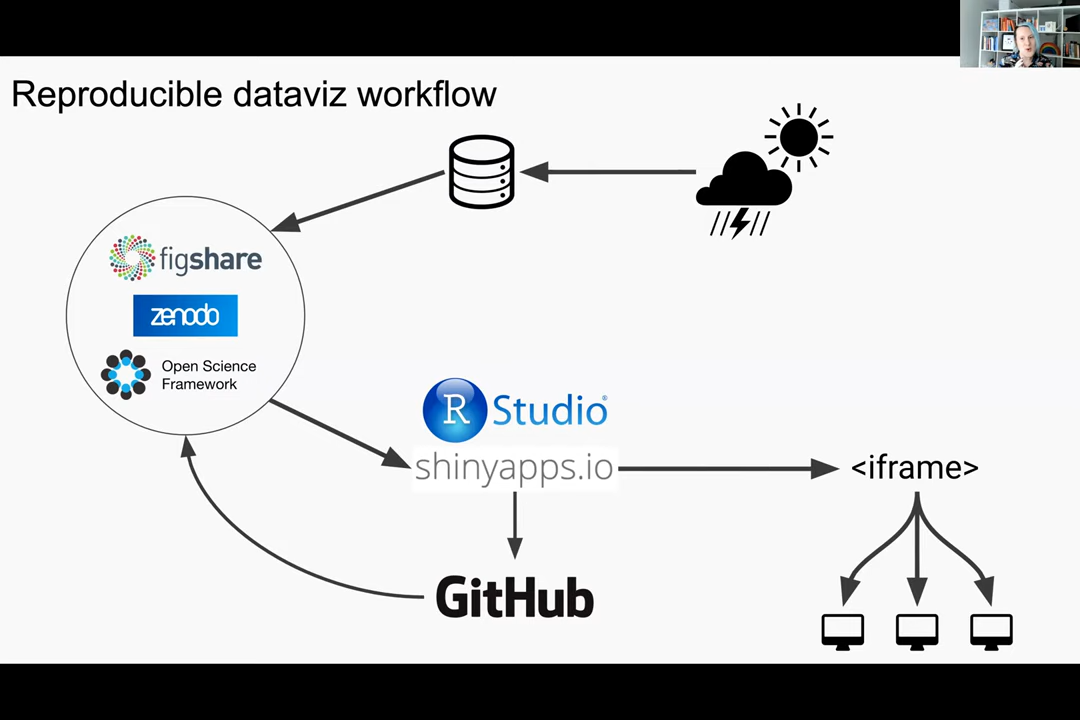 Reproducible dataviz workflow
figshare
zenodo
Open Science
Framework
R Studio®
shinyapps.io
<iframe>
GitHub